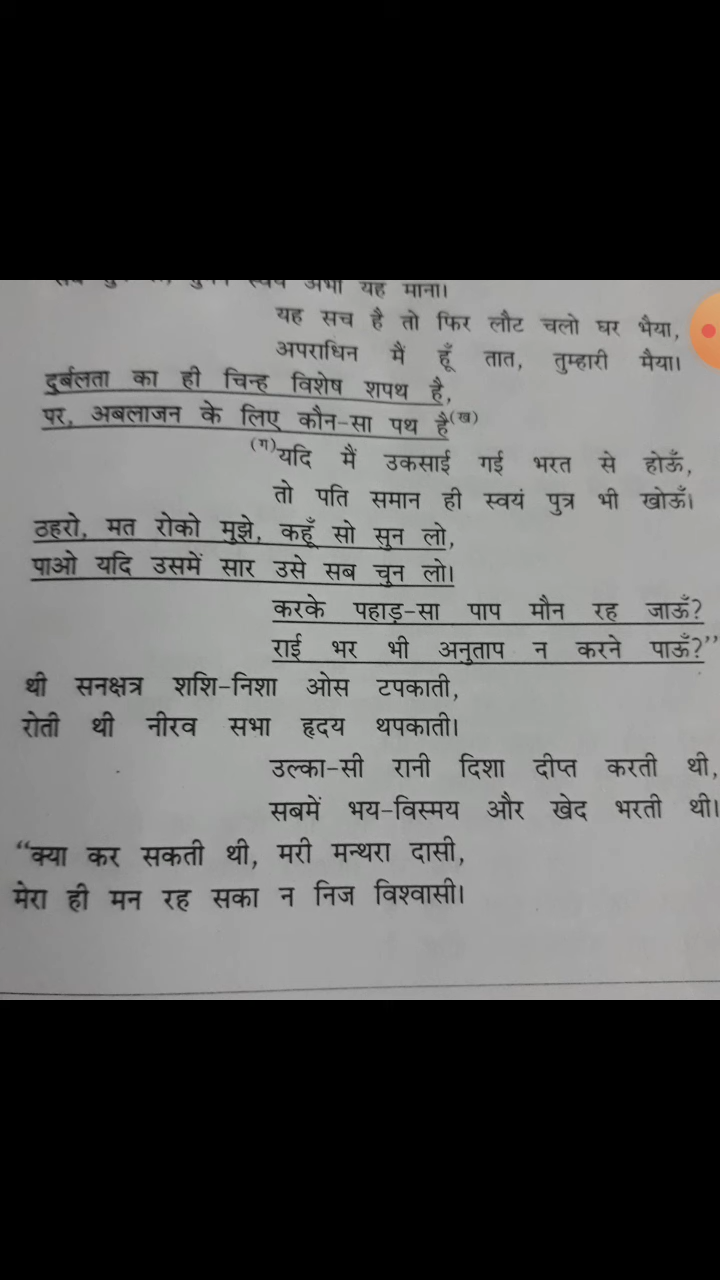 यह माना।
यह सच है तो फिर लौट चलो घर भैया,
अपराधिन मैं हूँ तात, तुम्हारी मैया।
दुर्बलता का ही चिन्ह विशेष शपथ है,
पर, अबलाजन के लिए कौन-सा पथ है(ख)
(ग)यदि मैं उकसाई गई भरत से होऊँ,
तो पति समान ही स्वयं पुत्र भी खोऊँ।
ठहरो, मत रोको मुझे, कहूँ सो सुन लो,
पाओ यदि उसमें सार उसे सब चुन लो।
करके पहाड़-सा पाप मौन रह जाऊँ?
राई भर भी अनुताप न करने पाऊँ?”
थी सनक्षत्र शशि-निशा ओस टपकाती,
रोती थी नीरव सभा हृदय थपकाती।
उल्का-सी रानी दिशा दीप्त करती थी,
सबमें भय-विस्मय और खेद भरती थी।
“क्या कर सकती थी, मरी मन्थरा दासी,
मेरा ही मन रह सका न निज विश्वासी।